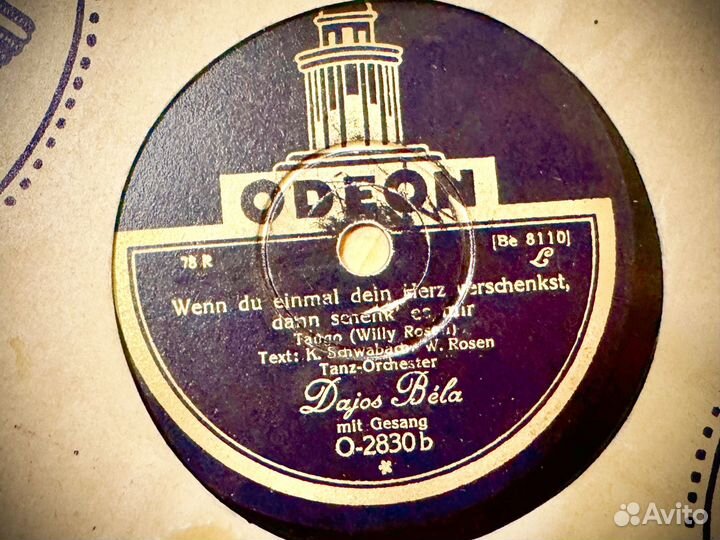 ODEON
78 R
[Be 8110]
L
Wenn du einmal dein Herz verschenkst,
dann schenk' es mir
Tango (Willy Rosen)
Text: K. Schwabach, W. Rosen
Tanz-Orchester
Dajos Béla
mit Gesang
O-2830 b
Avito